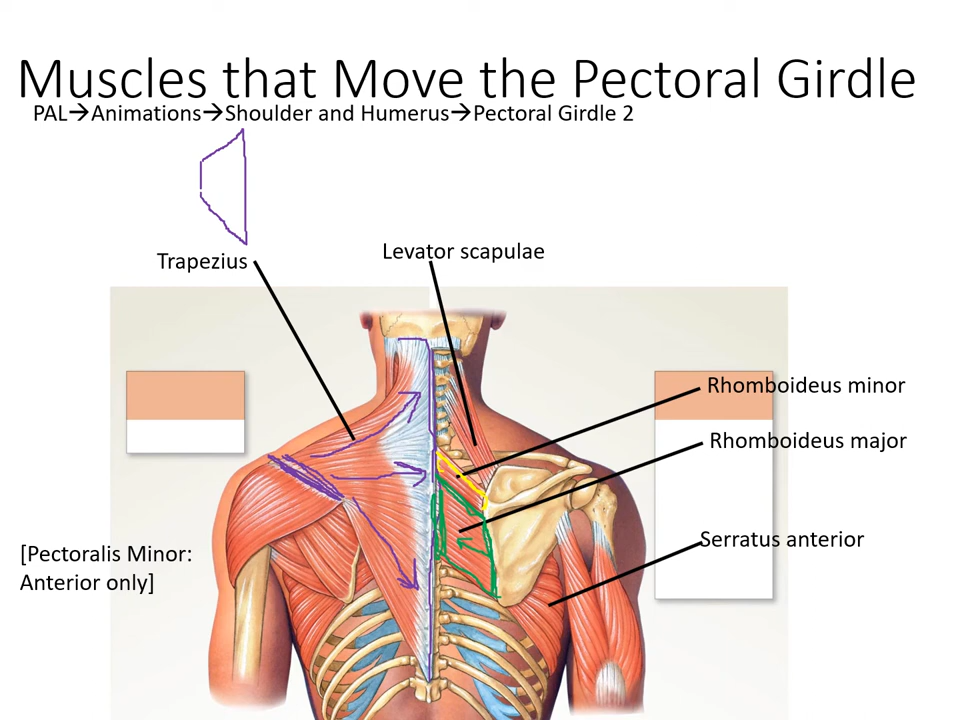 Muscles that Move the Pectoral Girdle
PAL→Animations→Shoulder and Humerus→Pectoral Girdle 2
Trapezius
Levator scapulae
Rhomboideus minor
Rhomboideus major
Serratus anterior
[Pectoralis Minor:
Anterior only]